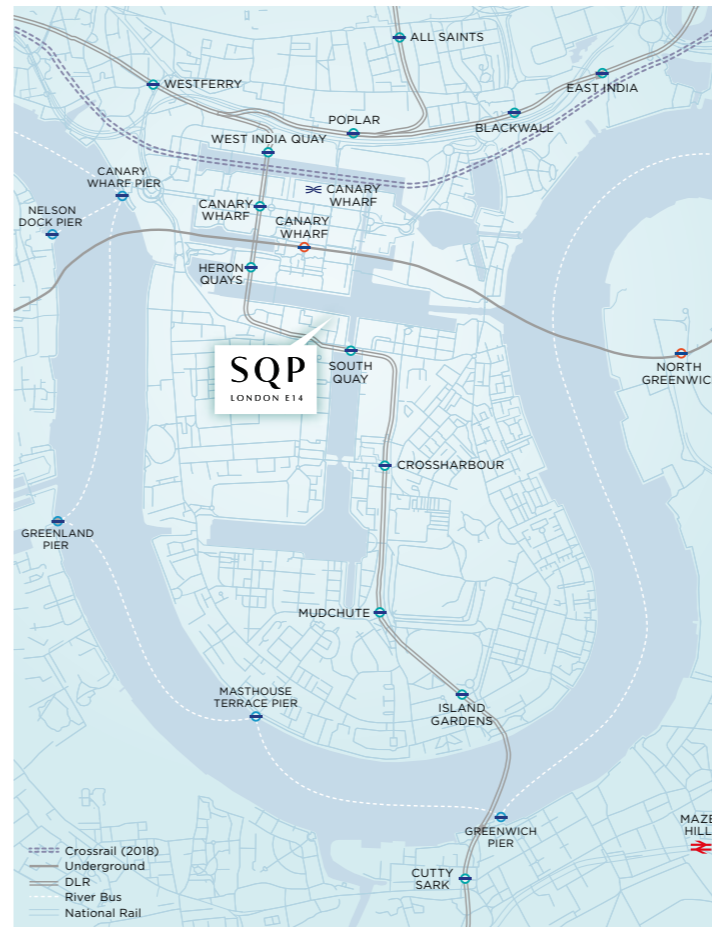 ALL SAINTS
WESTFERRY
EAST INDIA
POPLAR
BLACKWALL
WEST INDIA QUAY
CANARY
WHARF PIER
CANARY
WHARF
CANARY
WHARF
NELSON
DOCK PIER
CANARY
WHARF
HERON
QUAYS
SQP
LONDON E14
SOUTH
QUAY
NORTH
GREENWIC
CROSSHARBOUR
GREENLAND
PIER
MUDCHUTE
MASTHOUSE
TERRACE PIER
ISLAND
GARDENS
GREENWICH
PIER
MAZE
HILL
CUTTY
SARK
Crossrail (2018)
Underground
DLR
River Bus
National Rail